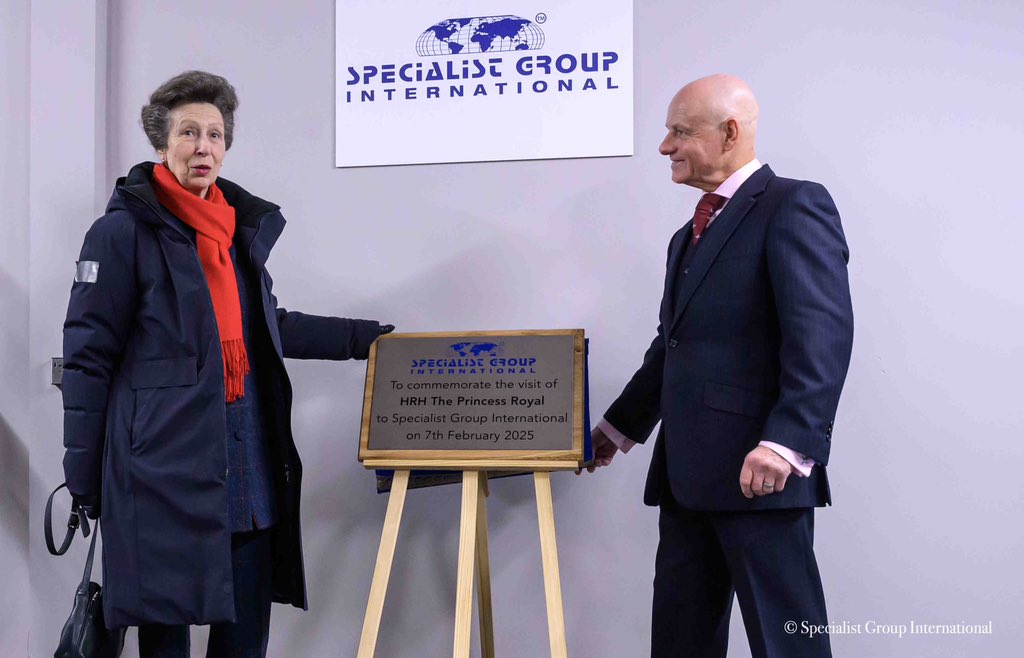 TM
SPECIALIST GROUP
INTERNATIONAL
SPECIALIST GROUP
INTERNATIONAL
To commemorate the visit of
HRH The Princess Royal
to Specialist Group International
on 7th February 2025
© Specialist Group International